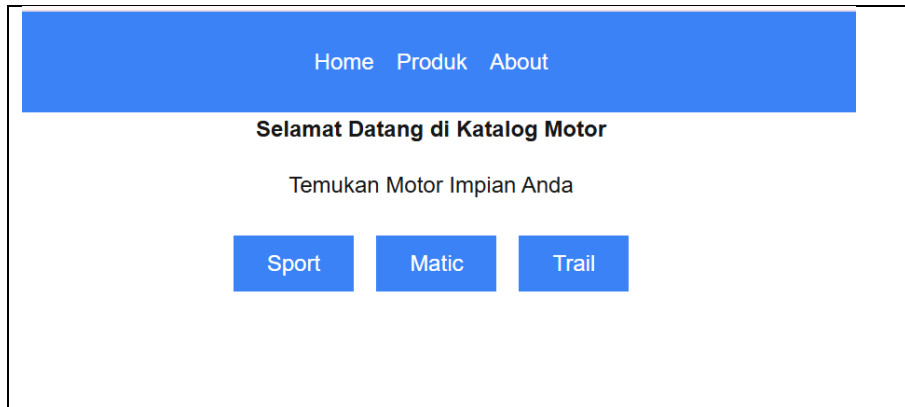 Home Produk About
Selamat Datang di Katalog Motor
Temukan Motor Impian Anda
Sport Matic Trail